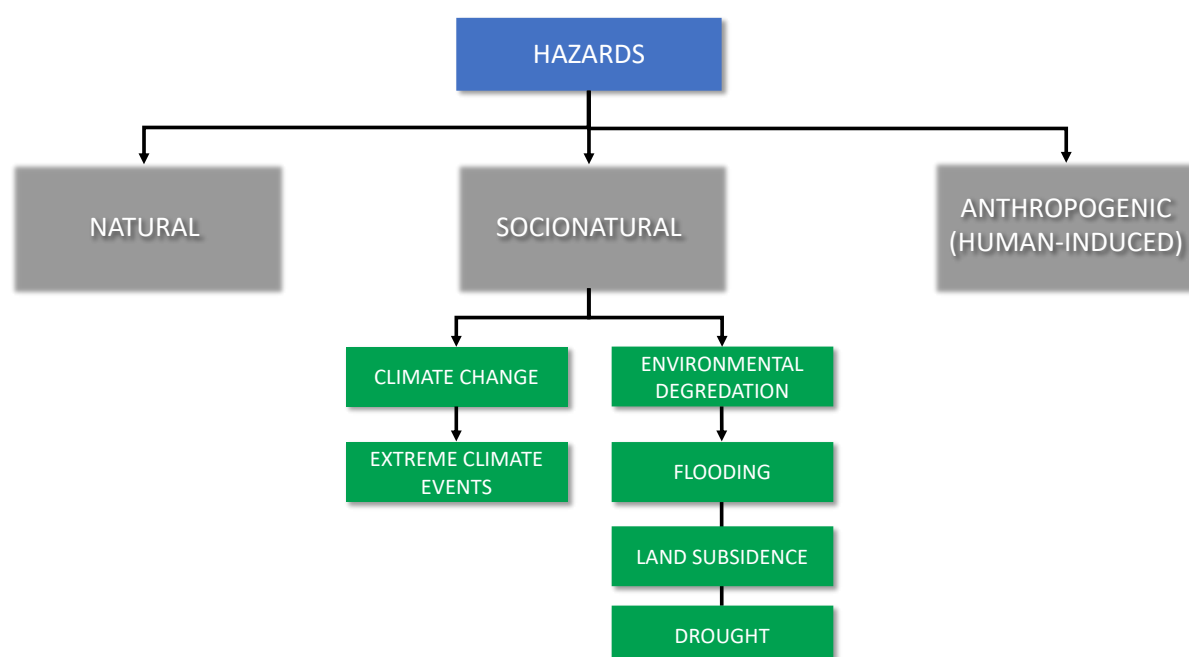 HAZARDS
NATURAL
SOCIONATURAL
ANTHROPOGENIC
(HUMAN-INDUCED)
CLIMATE CHANGE
ENVIRONMENTAL
DEGREDATION
EXTREME CLIMATE
EVENTS
FLOODING
LAND SUBSIDENCE
DROUGHT